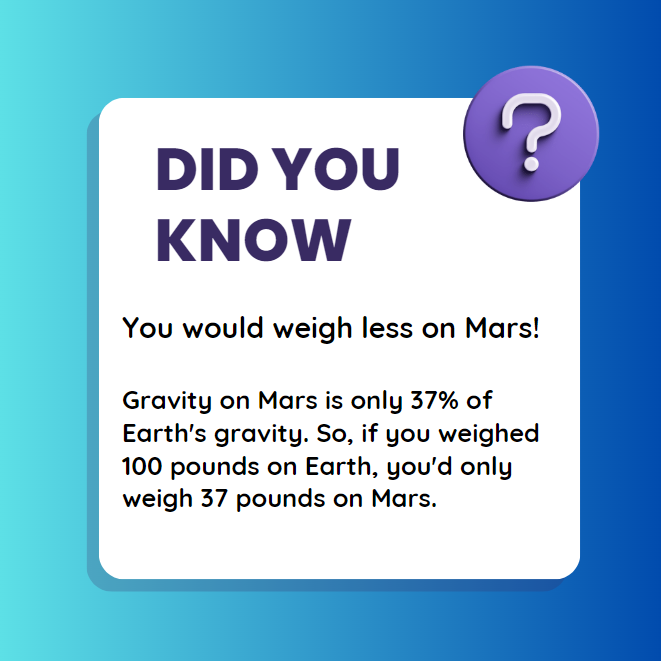 ?
DID YOU
KNOW
You would weigh less on Mars!
Gravity on Mars is only 37% of
Earth's gravity. So, if you weighed
100 pounds on Earth, you'd only
weigh 37 pounds on Mars.